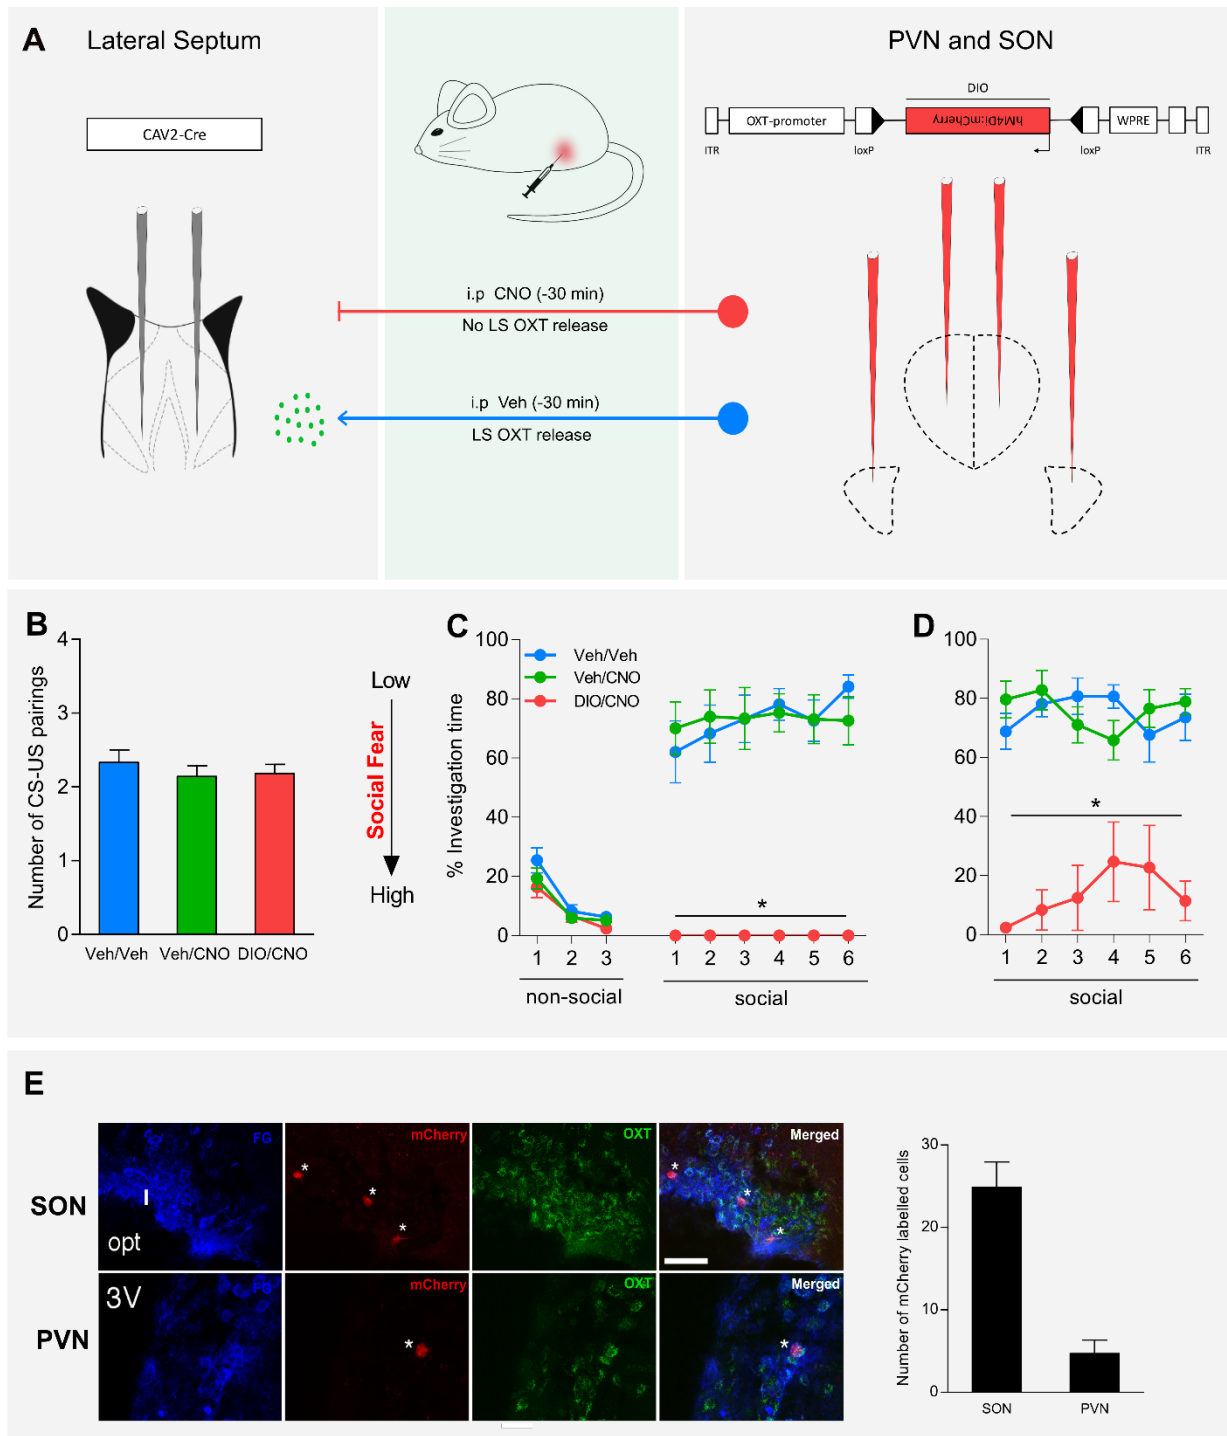 A
Lateral Septum
PVN and SON
CAV2-Cre
DIO
OXT-promoter
hM4Di:mCherry
WPRE
ITR
loxP
loxP
ITR
i.p CNO (-30 min)
No LS OXT release
i.p Veh (-30 min)
LS OXT release
B
Number of CS-US pairings
4
3
2
1
0
Veh/Veh
Veh/CNO
DIO/CNO
Low
Social Fear
High
C
% Investigation time
100
80
60
40
20
0
Veh/Veh
Veh/CNO
DIO/CNO
*
1 2 3
1 2 3 4 5 6
non-social
social
D
100
80
60
40
20
0
*
1 2 3 4 5 6
social
E
SON
FG
opt
mCherry
* * *
OXT
Merged
* * *
PVN
3V
FG
mCherry
*
OXT
Merged
*
Number of mCherry labelled cells
30
20
10
0
SON
PVN